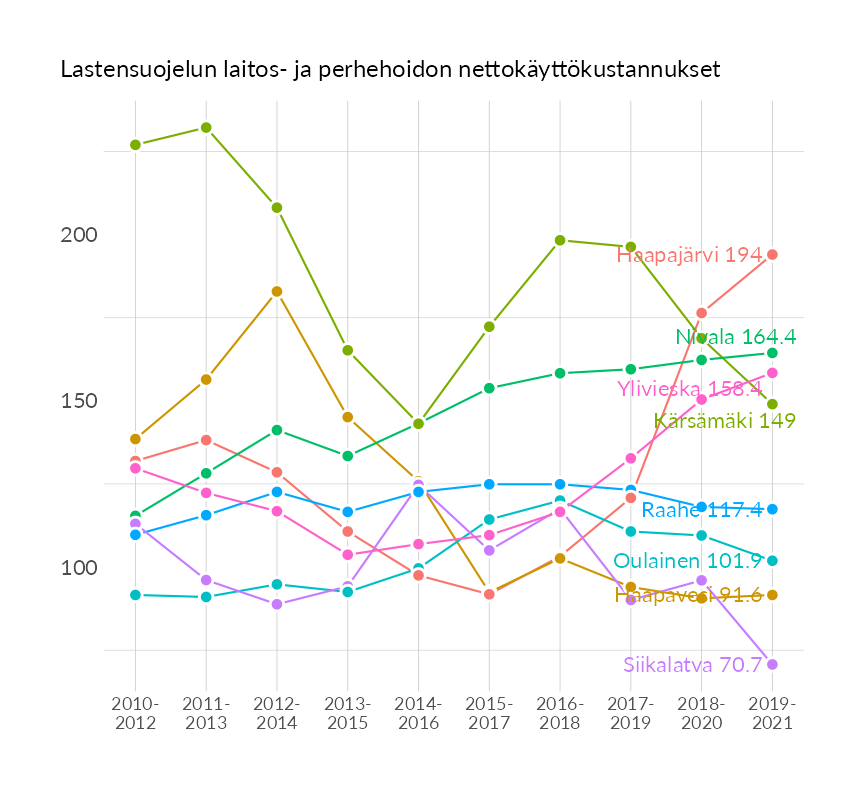 Lastensuojelun laitos- ja perhehoidon nettokäyttökustannukset
200
150
100
Haapajärvi 194
Nivala 164.4
Ylivieska 158.4
Kärsämäki 149
Raahe 117.4
Oulainen 101.9
Haapavesi 91.6
Siikalatva 70.7
2010-
2012
2011-
2013
2012-
2014
2013-
2015
2014-
2016
2015-
2017
2016-
2018
2017-
2019
2018-
2020
2019-
2021